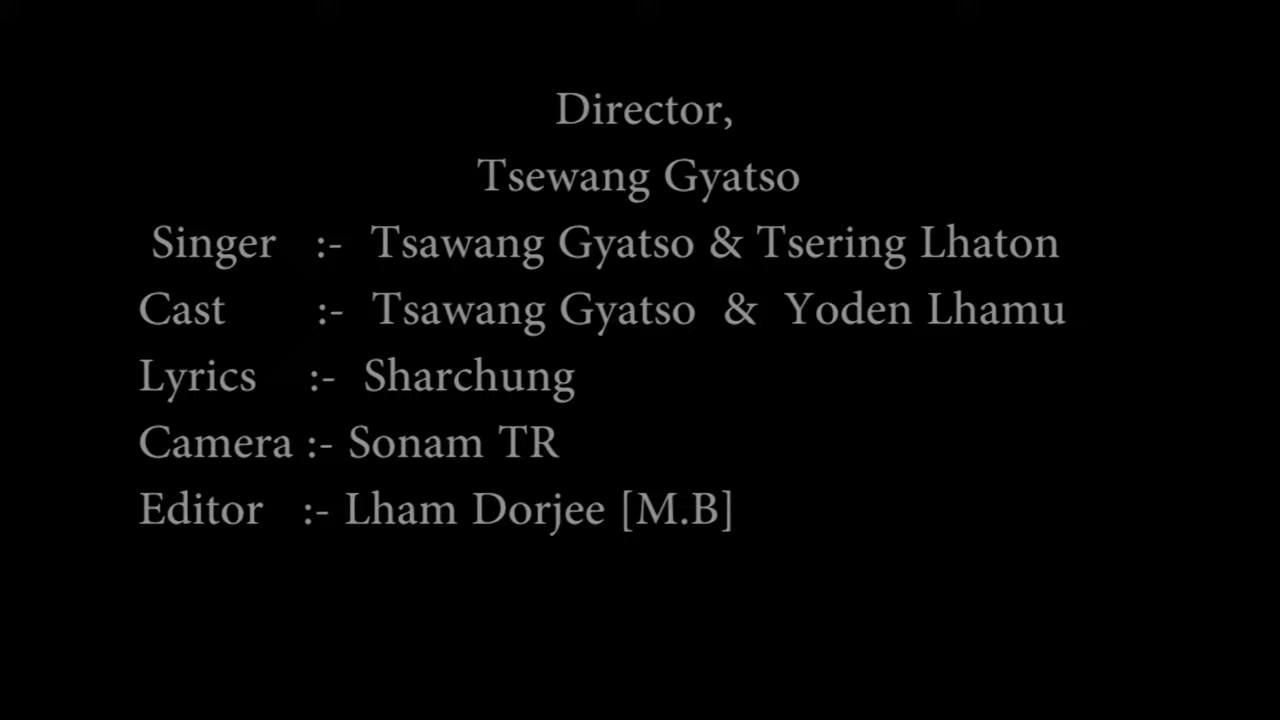 Director,
Tsewang Gyatso
Singer :- Tsawang Gyatso & Tsering Lhaton
Cast :- Tsawang Gyatso & Yoden Lhamu
Lyrics :- Sharchung
Camera :- Sonam TR
Editor :- Lham Dorjee [M.B]